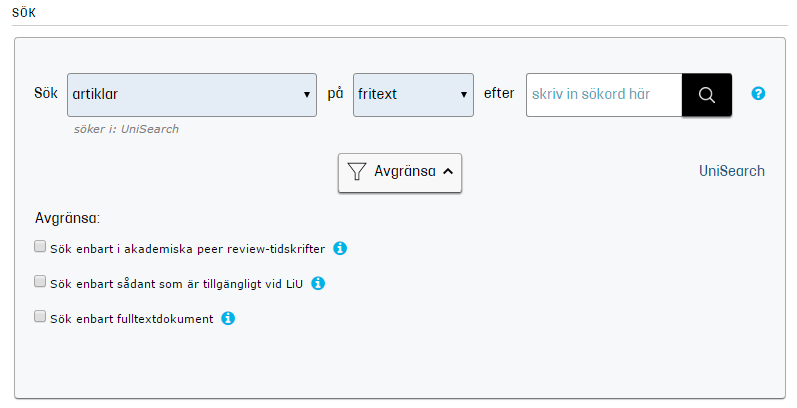 SÖK
Sök artiklar på fritext efter skriv in sökord här
söker i: UniSearch
Avgränsa UniSearch
Avgränsa:
Sök enbart i akademiska peer review-tidskrifter
Sök enbart sådant som är tillgängligt vid LiU
Sök enbart fulltextdokument